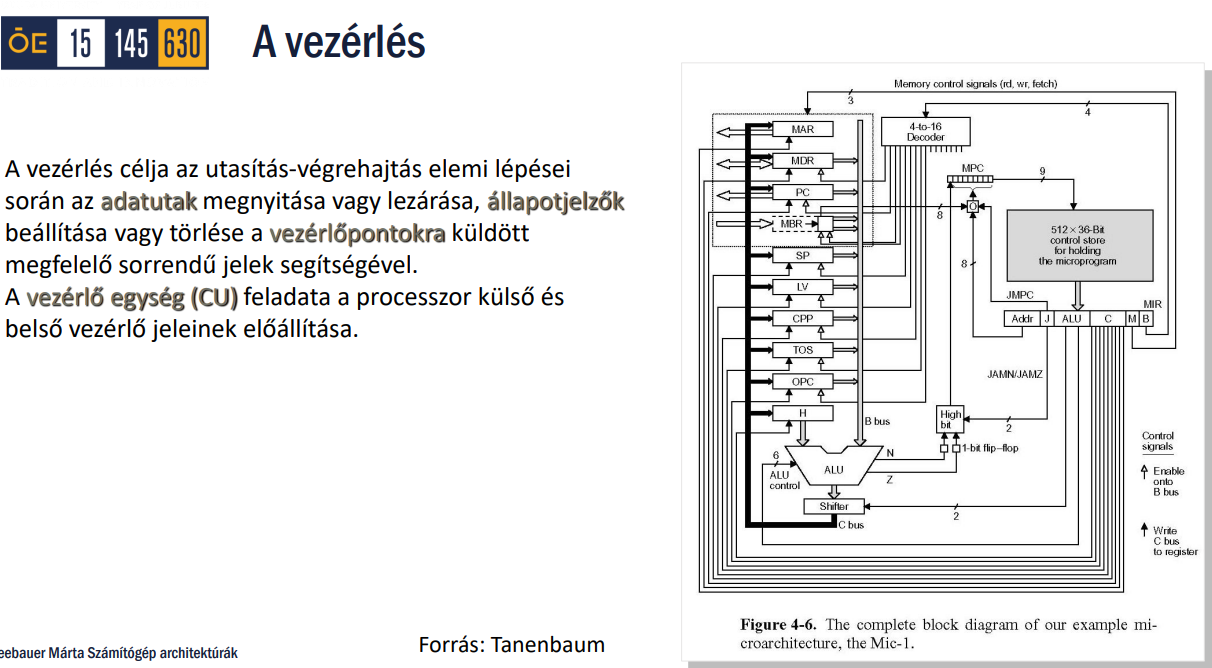 ŌE 15 145 630
A vezérlés
A vezérlés célja az utasítás-végrehajtás elemi lépései
során az adatutak megnyitása vagy lezárása, állapotjelzők
beállítása vagy törlése a vezérlőpontokra küldött
megfelelő sorrendű jelek segítségével.
A vezérlő egység (CU) feladata a processzor külső és
belső vezérlő jeleinek előállítása.
Memory control signals (rd, wr, fetch)
3
4
MAR
4-to-16
Decoder
MDR
MPC
9
PC
8
O
MBR
512 × 36-Bit
control store
for holding
the microprogram
SP
8
LV
JMPC
MIR
CPP
Addr J ALU C M B
TOS
JAMN/JAMZ
OPC
H
B bus
High
bit
2
Control
signals
1-bit flip–flop
6
ALU
N
ALU
control
Z
Enable
onto
B bus
Shifter
2
C bus
Write
C bus
to register
Figure 4-6. The complete block diagram of our example mi-
croarchitecture, the Mic-1.
Forrás: Tanenbaum
eebauer Márta Számítógép architektúrák